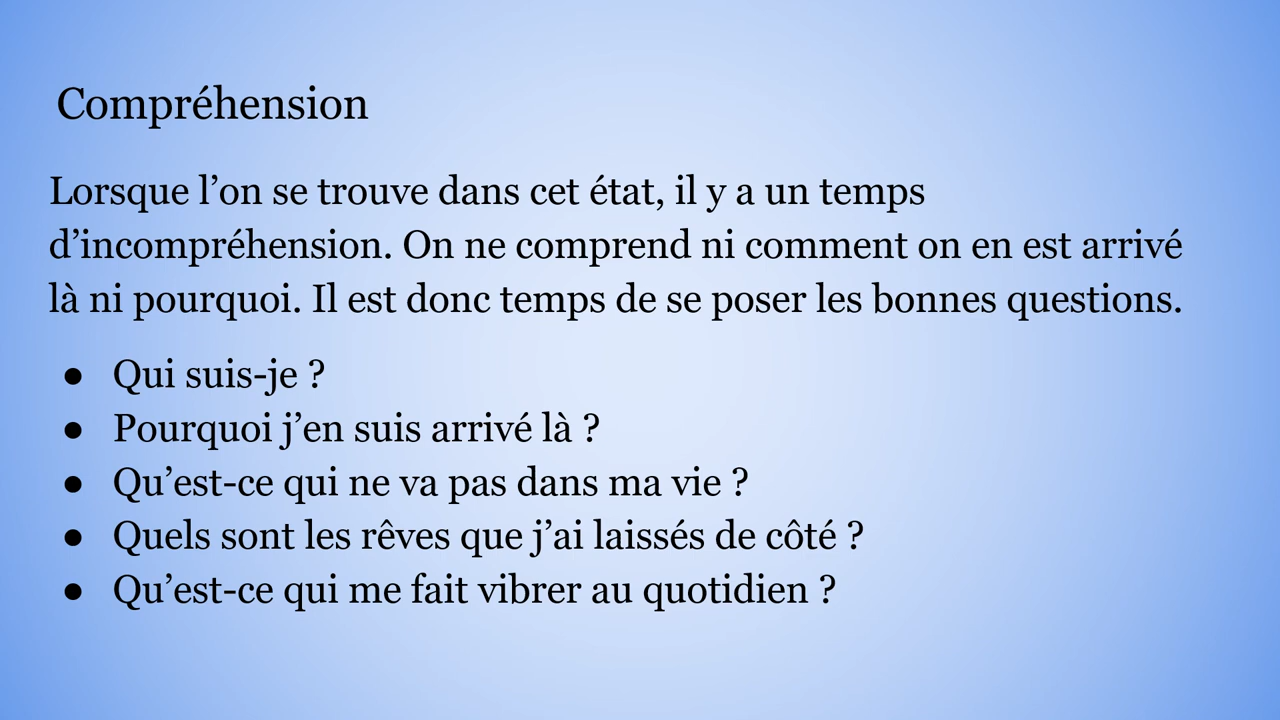 Compréhension
Lorsque l’on se trouve dans cet état, il y a un temps
d’incompréhension. On ne comprend ni comment on en est arrivé
là ni pourquoi. Il est donc temps de se poser les bonnes questions.
● Qui suis-je ?
● Pourquoi j’en suis arrivé là ?
● Qu’est-ce qui ne va pas dans ma vie ?
● Quels sont les rêves que j’ai laissés de côté ?
● Qu’est-ce qui me fait vibrer au quotidien ?